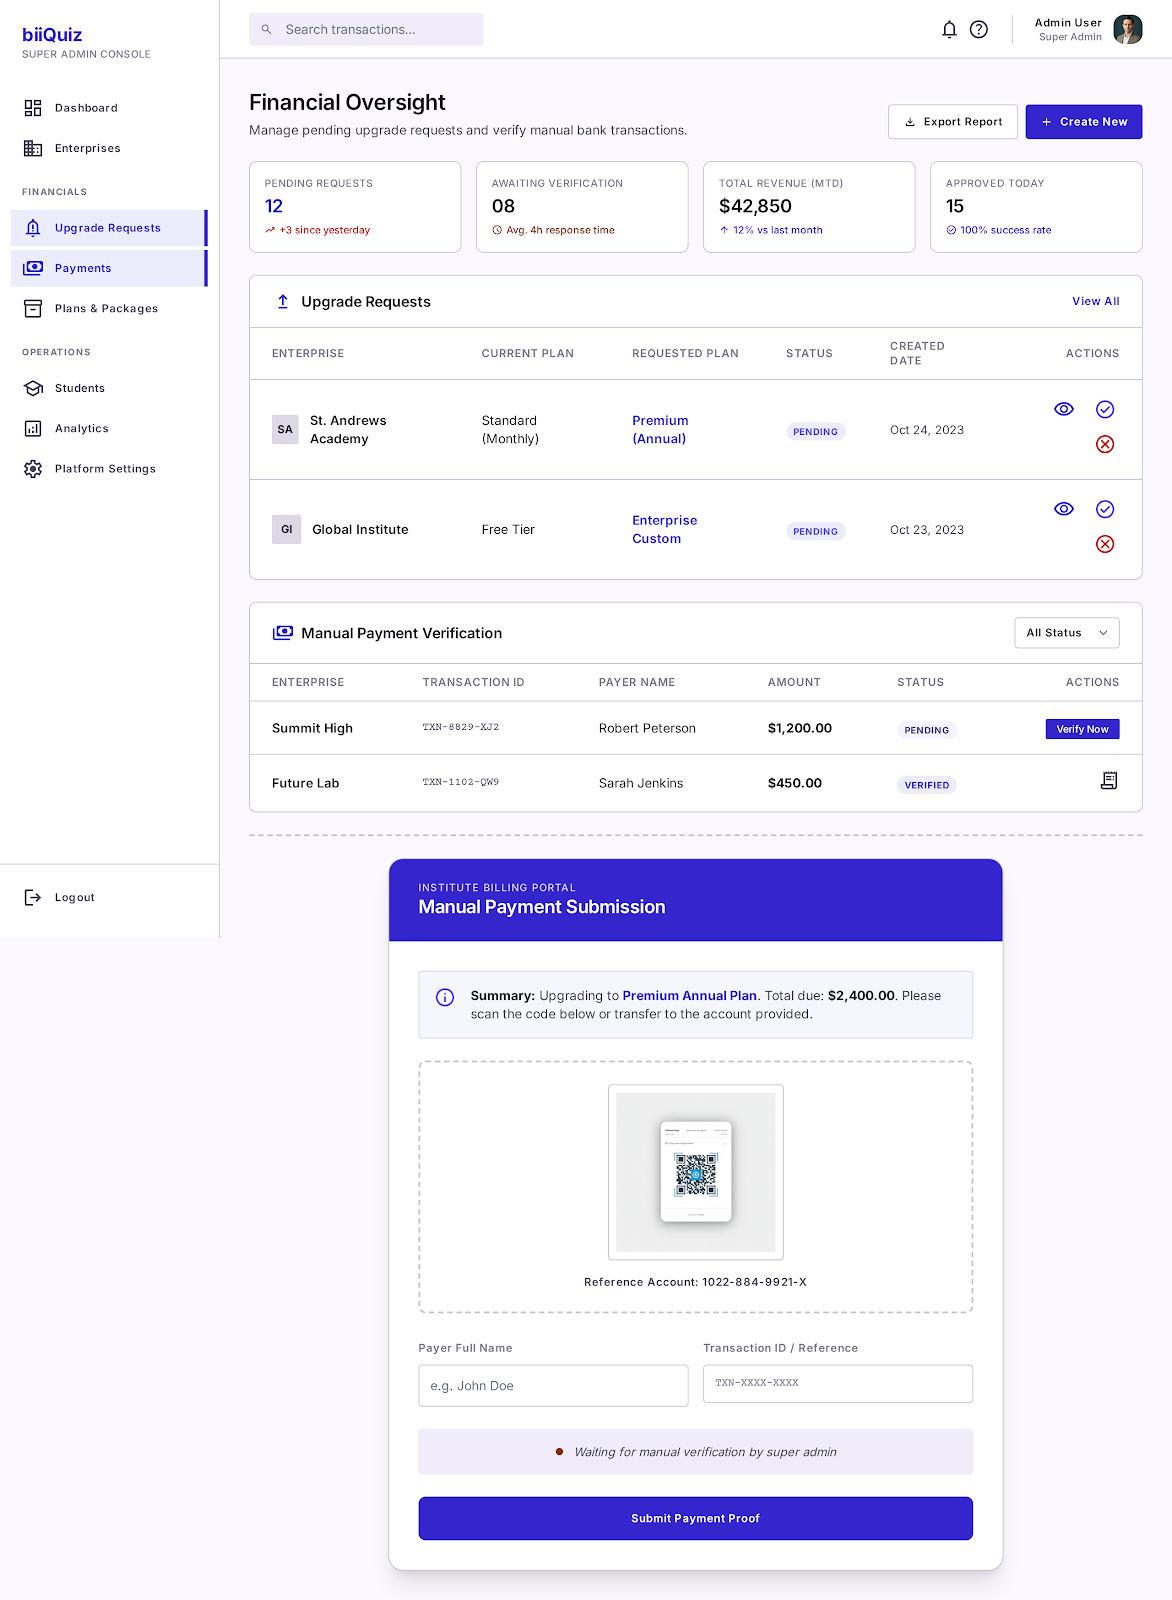 biiQuiz
SUPER ADMIN CONSOLE
Dashboard
Enterprises
FINANCIALS
Upgrade Requests
Payments
Plans & Packages
OPERATIONS
Students
Analytics
Platform Settings
Logout
Search transactions...
Admin User
Super Admin
Financial Oversight
Manage pending upgrade requests and verify manual bank transactions.
Export Report
Create New
PENDING REQUESTS
12
+3 since yesterday
AWAITING VERIFICATION
08
Avg. 4h response time
TOTAL REVENUE (MTD)
$42,850
12% vs last month
APPROVED TODAY
15
100% success rate
Upgrade Requests
View All
ENTERPRISE CURRENT PLAN REQUESTED PLAN STATUS CREATED DATE ACTIONS
SA St. Andrews Academy Standard (Monthly) Premium (Annual) PENDING Oct 24, 2023
GI Global Institute Free Tier Enterprise Custom PENDING Oct 23, 2023
Manual Payment Verification
All Status
ENTERPRISE TRANSACTION ID PAYER NAME AMOUNT STATUS ACTIONS
Summit High TXN-8829-XJ2 Robert Peterson $1,200.00 PENDING Verify Now
Future Lab TXN-1102-QW9 Sarah Jenkins $450.00 VERIFIED
INSTITUTE BILLING PORTAL
Manual Payment Submission
Summary: Upgrading to Premium Annual Plan. Total due: $2,400.00. Please
scan the code below or transfer to the account provided.
Reference Account: 1022-884-9921-X
Payer Full Name
e.g. John Doe
Transaction ID / Reference
TXN-XXXX-XXXX
Waiting for manual verification by super admin
Submit Payment Proof